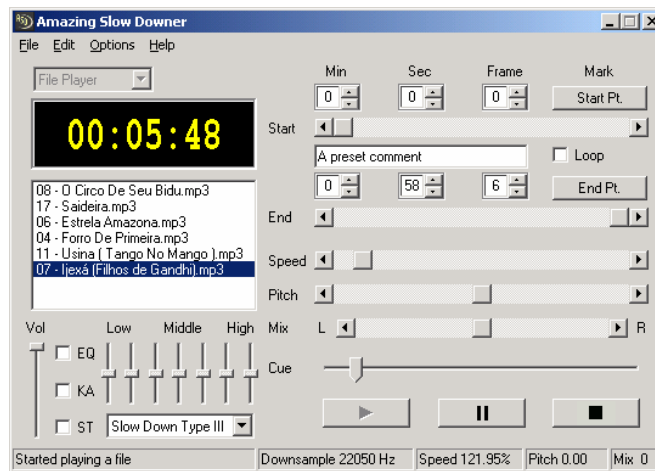 Amazing Slow Downer
File Edit Options Help
File Player
Min Sec Frame Mark
0 0 0 Start Pt.
00:05:48
Start
A preset comment Loop
0 58 6 End Pt.
08 - O Circo De Seu Bidu.mp3
17 - Saideira.mp3
06 - Estrela Amazona.mp3
04 - Forro De Primeira.mp3
11 - Usina ( Tango No Mango ).mp3
07 - Ijexá (Filhos de Gandhi).mp3
End
Speed
Pitch
Vol Low Middle High Mix L R
EQ
Cue
KA
ST Slow Down Type III
Started playing a file Downsample 22050 Hz Speed 121.95% Pitch 0.00 Mix 0